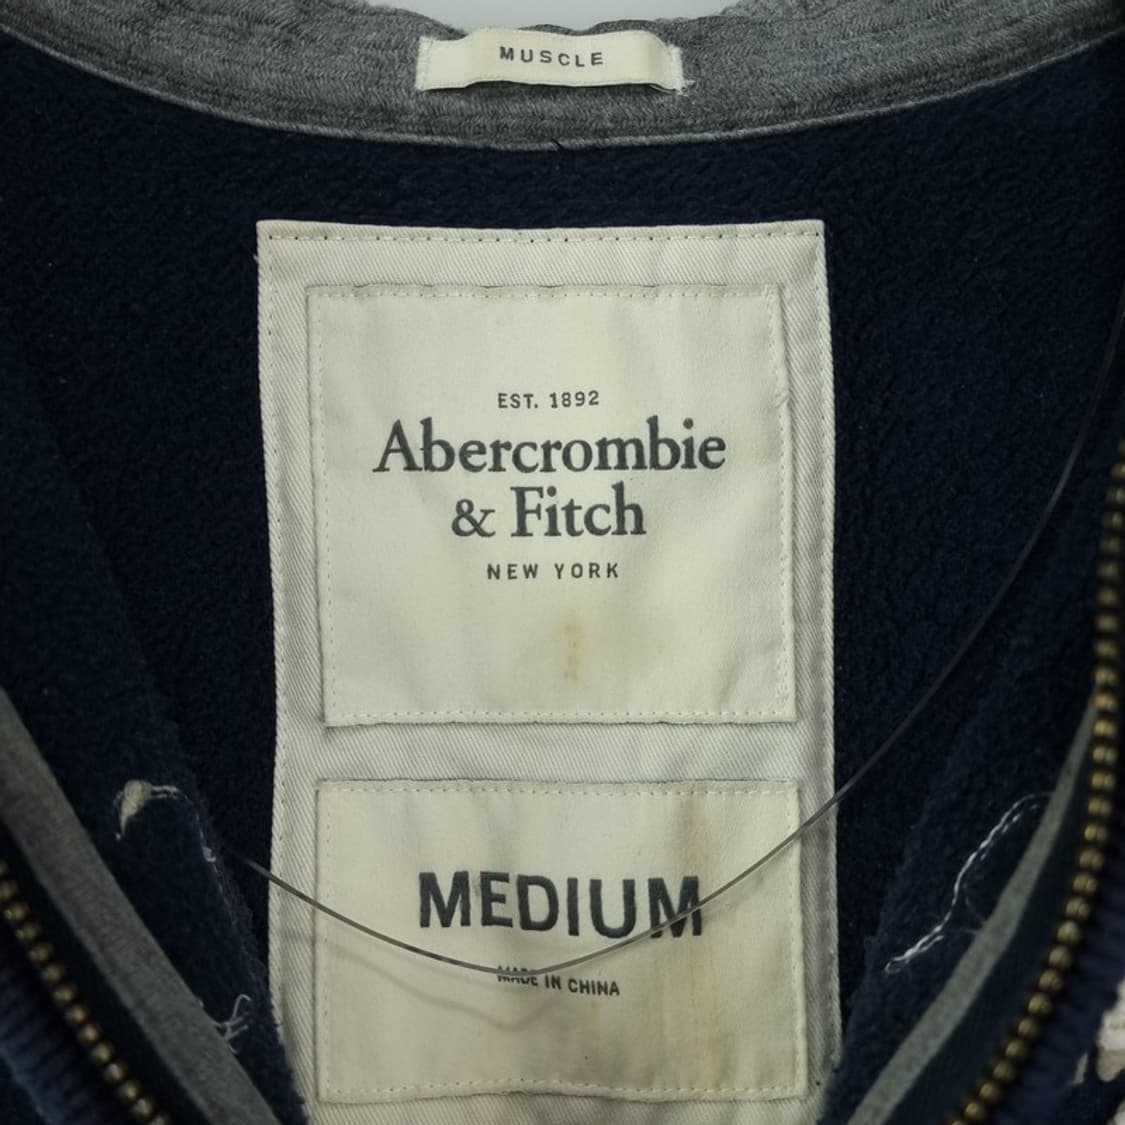 MUSCLE
EST. 1892
Abercrombie
& Fitch
NEW YORK
MEDIUM
MADE IN CHINA